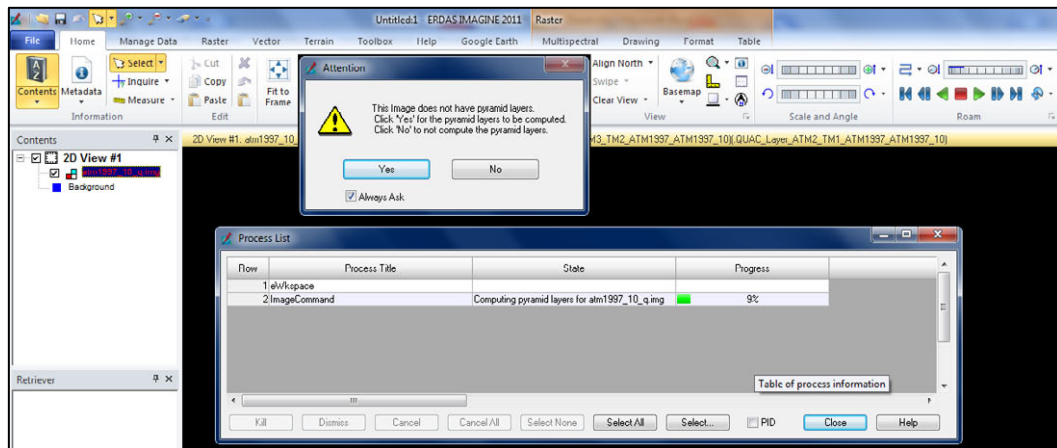 Untitled:1 - ERDAS IMAGINE 2011
Raster
File Home Manage Data Raster Vector Terrain Toolbox Help Google Earth Multispectral Drawing Format Table
Contents
Metadata
Select
Inquire
Measure
Information
Cut
Copy
Paste
Edit
Fit to
Frame
Align North
Swipe
Clear View
Basemap
View
Scale and Angle
Roam
Attention
This Image does not have pyramid layers.
Click 'Yes' for the pyramid layers to be computed.
Click 'No' to not compute the pyramid layers.
Yes No
Always Ask
Contents
2D View #1
atm1997_10_q.img
Background
2D View #1: atm1997_10
M3_TM2_ATM1997_ATM1997_10)(:QUAC_Layer_ATM2_TM1_ATM1997_ATM1997_10)
Process List
Row Process Title State Progress
1 eWkspace
2 ImageCommand Computing pyramid layers for atm1997_10_q.img 9%
Table of process information
Kill Dismiss Cancel Cancel All Select None Select All Select... PID Close Help
Retriever